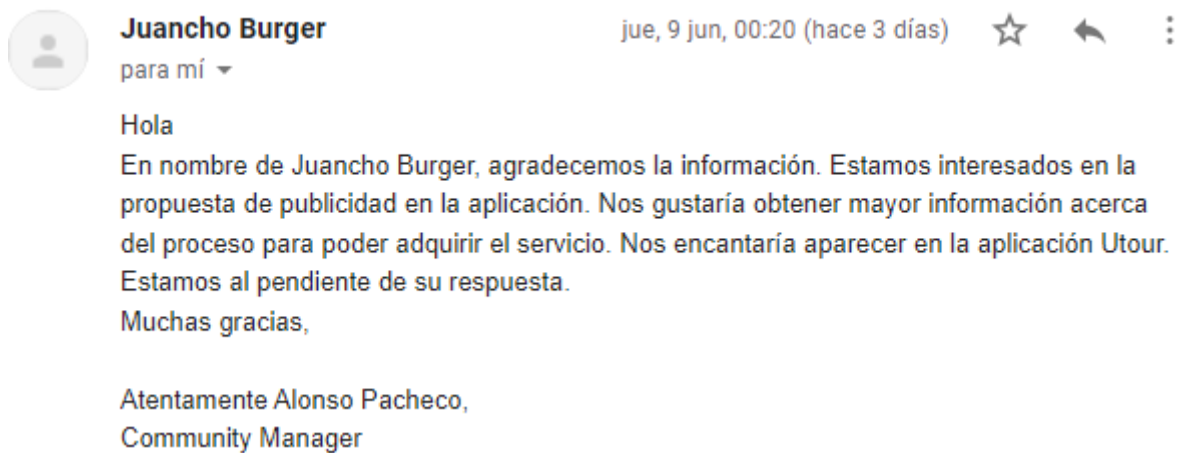 Juancho Burger jue, 9 jun, 00:20 (hace 3 días)
para mí
Hola
En nombre de Juancho Burger, agradecemos la información. Estamos interesados en la
propuesta de publicidad en la aplicación. Nos gustaría obtener mayor información acerca
del proceso para poder adquirir el servicio. Nos encantaría aparecer en la aplicación Utour.
Estamos al pendiente de su respuesta.
Muchas gracias,
Atentamente Alonso Pacheco,
Community Manager